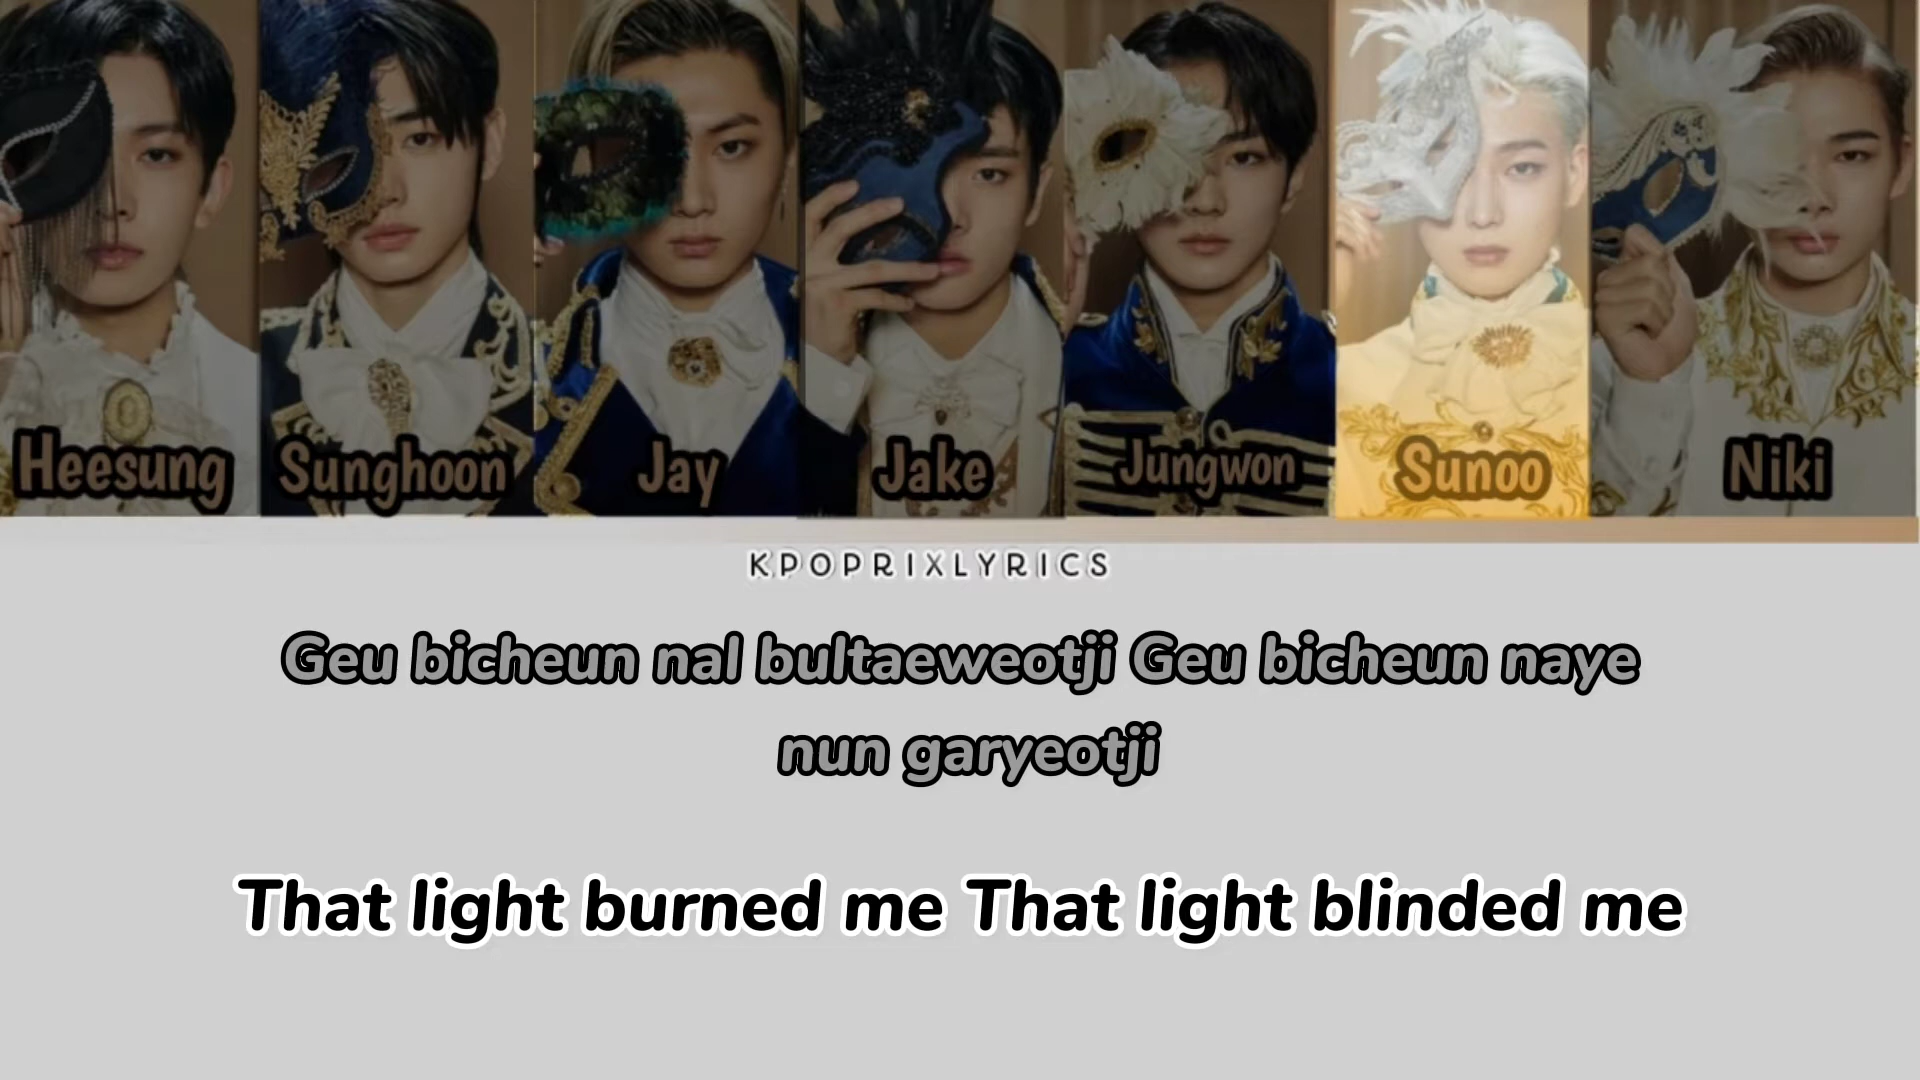 Heesung Sunghoon Jay Jake Jungwon Sunoo Niki
KPOPRIXLYRICS
Geu bicheun nal bultaeweotji Geu bicheun naye
nun garyeotji
That light burned me That light blinded me